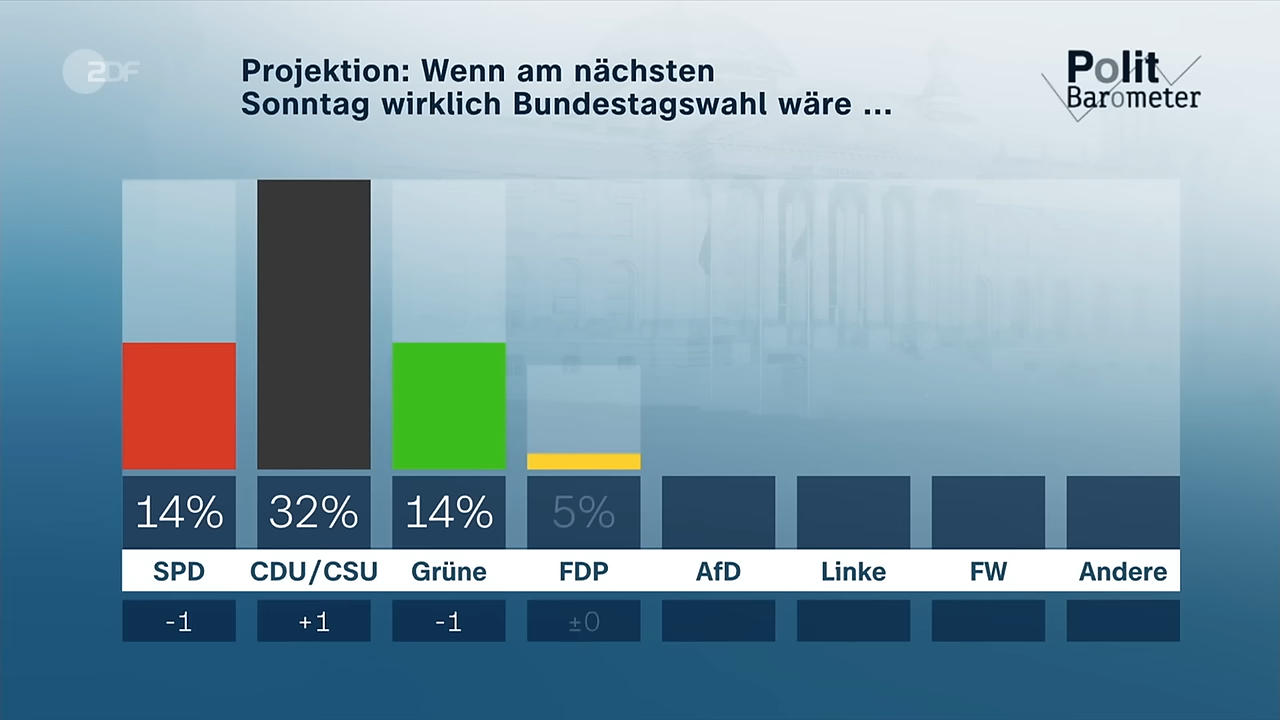 ZDF
Projektion: Wenn am nächsten
Sonntag wirklich Bundestagswahl wäre ...
Polit
Barometer
14% 32% 14% 5%
SPD CDU/CSU Grüne FDP AfD Linke FW Andere
-1 +1 -1 ±0